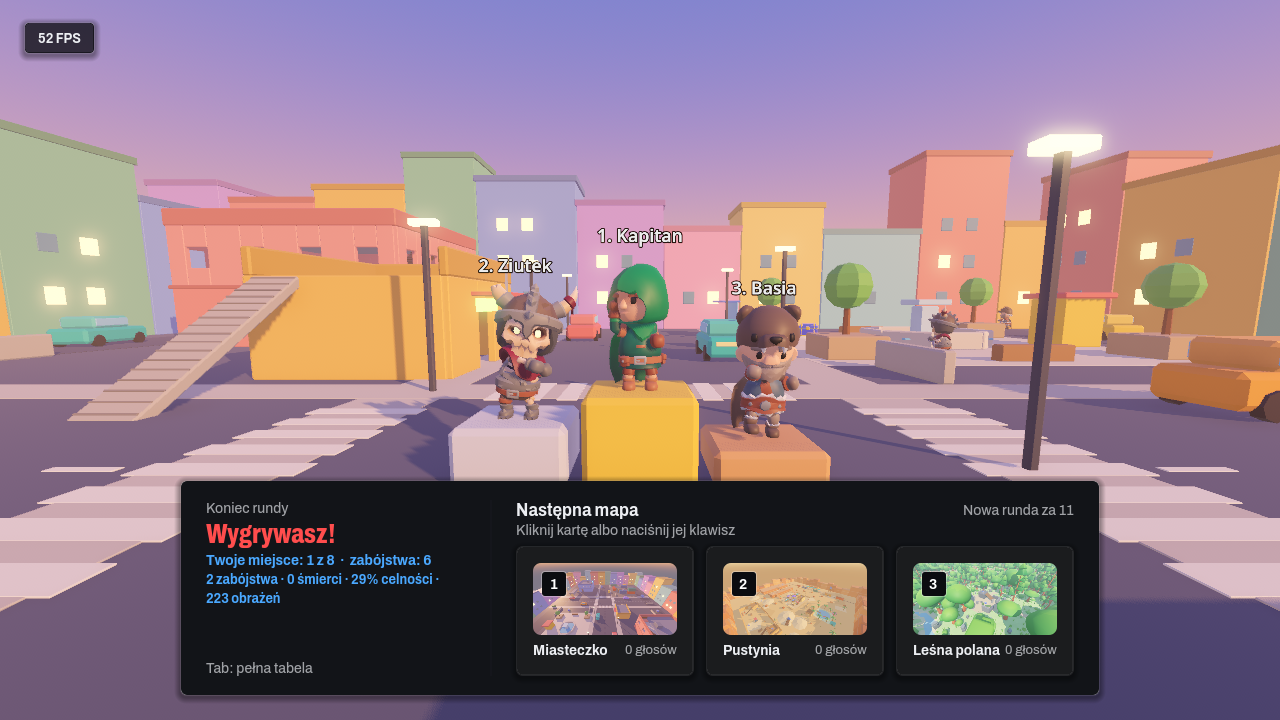 52 FPS
1. Kapitan
2. Ziutek
3. Basia
Koniec rundy
Wygrywasz!
Twoje miejsce: 1 z 8 · zabójstwa: 6
2 zabójstwa · 0 śmierci · 29% celności ·
223 obrażeń
Tab: pełna tabela
Następna mapa
Nowa runda za 11
Kliknij kartę albo naciśnij jej klawisz
1
Miasteczko 0 głosów
2
Pustynia 0 głosów
3
Leśna polana 0 głosów